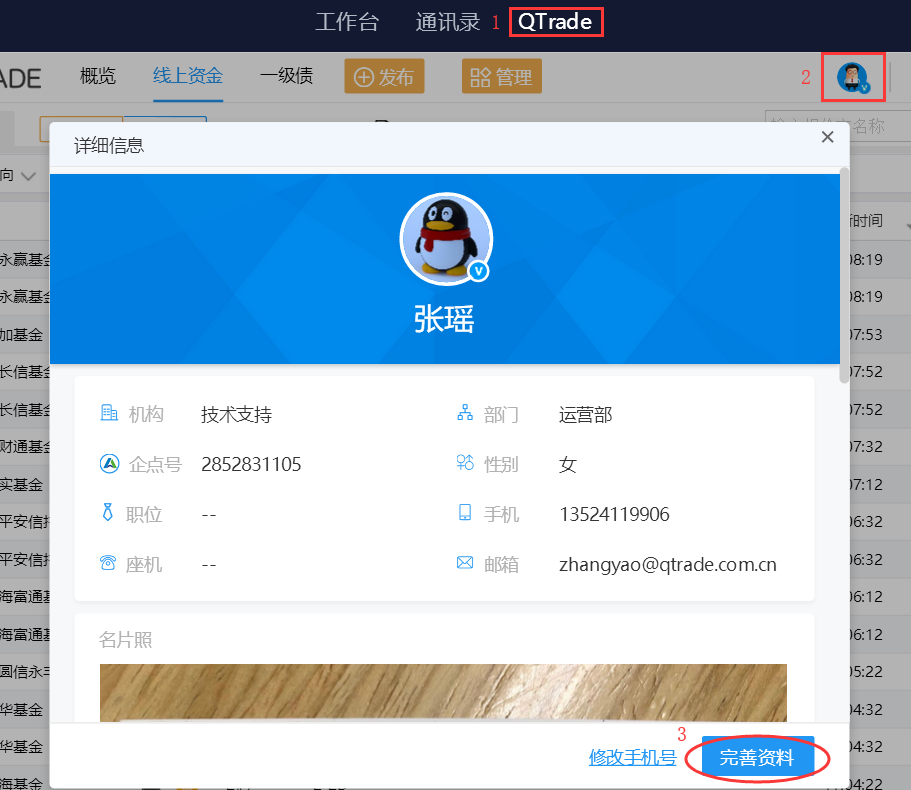 工作台 通讯录 1 QTrade
ADE 概览 线上资金 一级债 发布 管理 2
详细信息
向
时间
张瑶
永赢基金 08:19
永赢基金 08:19
加基金 07:53
长信基金 07:52
机构 技术支持 部门 运营部
长信基金 07:52
财通基金 07:32
企点号 2852831105 性别 女
实基金 07:12
职位 -- 手机 13524119906
平安信托 06:32
平安信托 06:32
座机 -- 邮箱 zhangyao@qtrade.com.cn
海富通基 06:12
海富通基 06:12
名片照
圆信永丰 05:22
华基金 04:32
华基金 04:32
3
修改手机号 完善资料
海基金 04:22